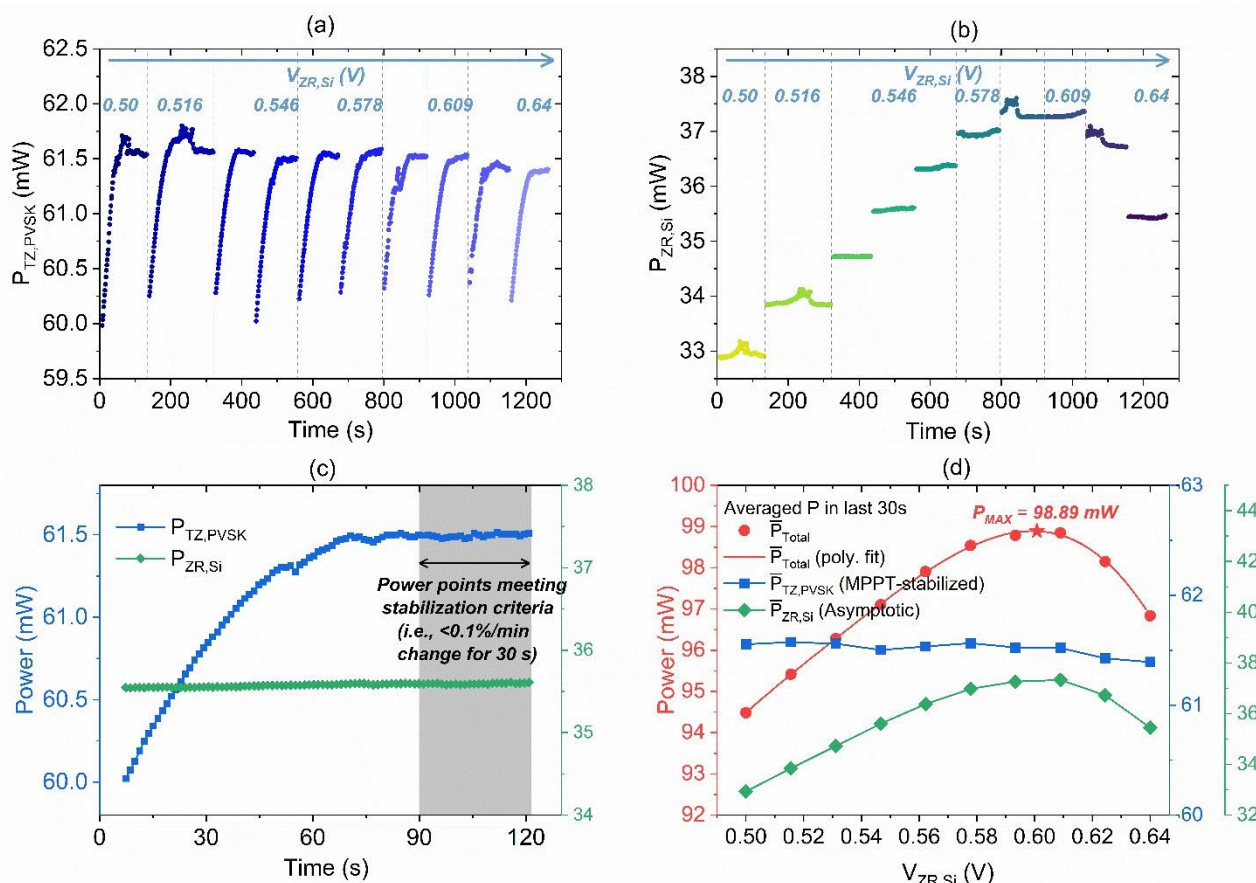 (a)
62.5
62.0
61.5
61.0
60.5
60.0
59.5
P_TZ,PVSK (mW)
V_ZR,Si (V)
0.50 0.516 0.546 0.578 0.609 0.64
0 200 400 600 800 1000 1200
Time (s)
(b)
38
37
36
35
34
33
P_ZR,Si (mW)
V_ZR,Si (V)
0.50 0.516 0.546 0.578 0.609 0.64
0 200 400 600 800 1000 1200
Time (s)
(c)
61.5
61.0
60.5
60.0
Power (mW)
P_TZ,PVSK
P_ZR,Si
Power points meeting
stabilization criteria
(i.e., <0.1%/min
change for 30 s)
38
37
36
35
34
0 30 60 90 120
Time (s)
(d)
100
99
98
97
96
95
94
93
92
Power (mW)
Averaged P in last 30s
P̅_Total
P̅_Total (poly. fit)
P̅_TZ,PVSK (MPPT-stabilized)
P̅_ZR,Si (Asymptotic)
P_MAX = 98.89 mW
63
62
61
60
43
42
40
39
38
36
35
33
32
0.50 0.52 0.54 0.56 0.58 0.60 0.62 0.64
V_ZR,Si (V)